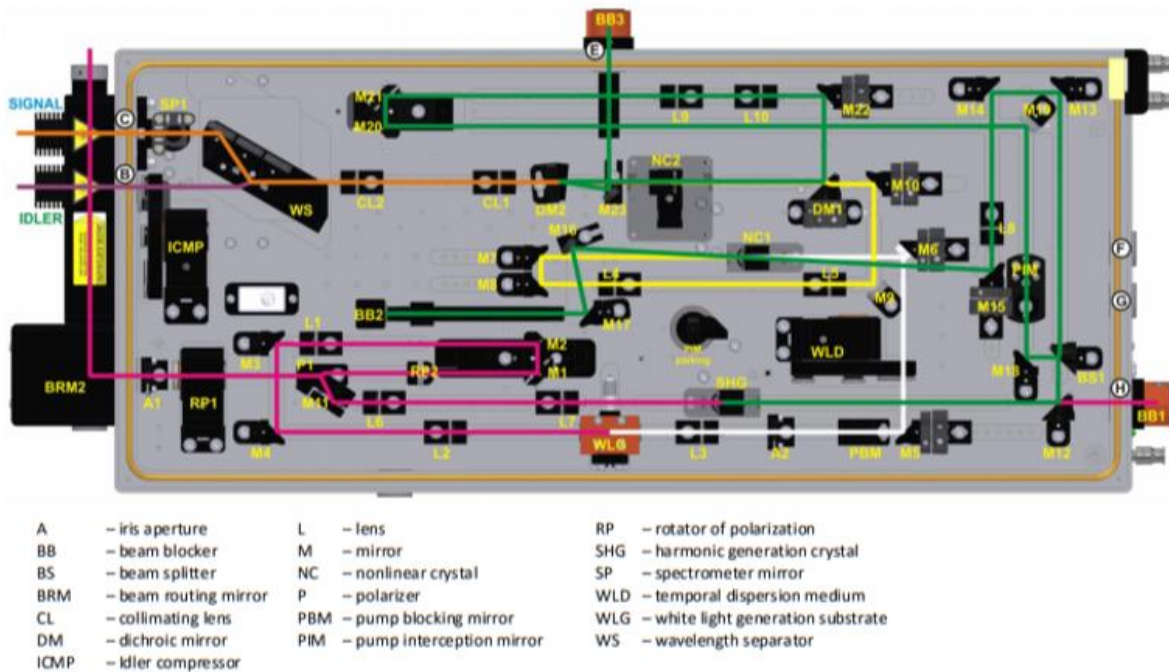 BB3
E
M21
M20
L9
L10
M22
M14
M19
M13
SIGNAL
C
SP1
B
IDLER
WS
CL2
CL1
DM2
M23
NC2
DM1
M10
M16
NC1
M6
L8
F
ICMP
M7
M8
L4
L5
M9
M15
PIM
G
BB2
M17
WLD
PIM
parking
L1
M3
M2
M1
BRM2
A1
RP1
P1
RP2
M11
SHG
M18
BS1
H
BB1
L6
L7
M4
L2
WLG
L3
A2
PBM
M5
M12
A – iris aperture
BB – beam blocker
BS – beam splitter
BRM – beam routing mirror
CL – collimating lens
DM – dichroic mirror
ICMP – Idler compressor
L – lens
M – mirror
NC – nonlinear crystal
P – polarizer
PBM – pump blocking mirror
PIM – pump interception mirror
RP – rotator of polarization
SHG – harmonic generation crystal
SP – spectrometer mirror
WLD – temporal dispersion medium
WLG – white light generation substrate
WS – wavelength separator